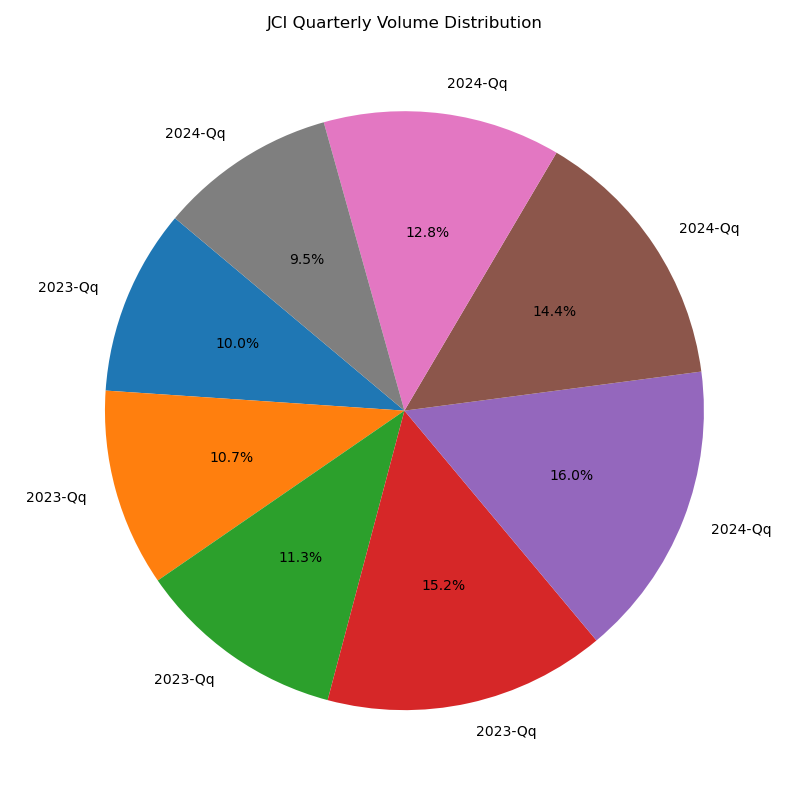 JCI Quarterly Volume Distribution
2024-Qq
2024-Qq
2024-Qq
12.8%
9.5%
2023-Qq
14.4%
10.0%
10.7%
16.0%
2023-Qq
2024-Qq
11.3%
15.2%
2023-Qq
2023-Qq